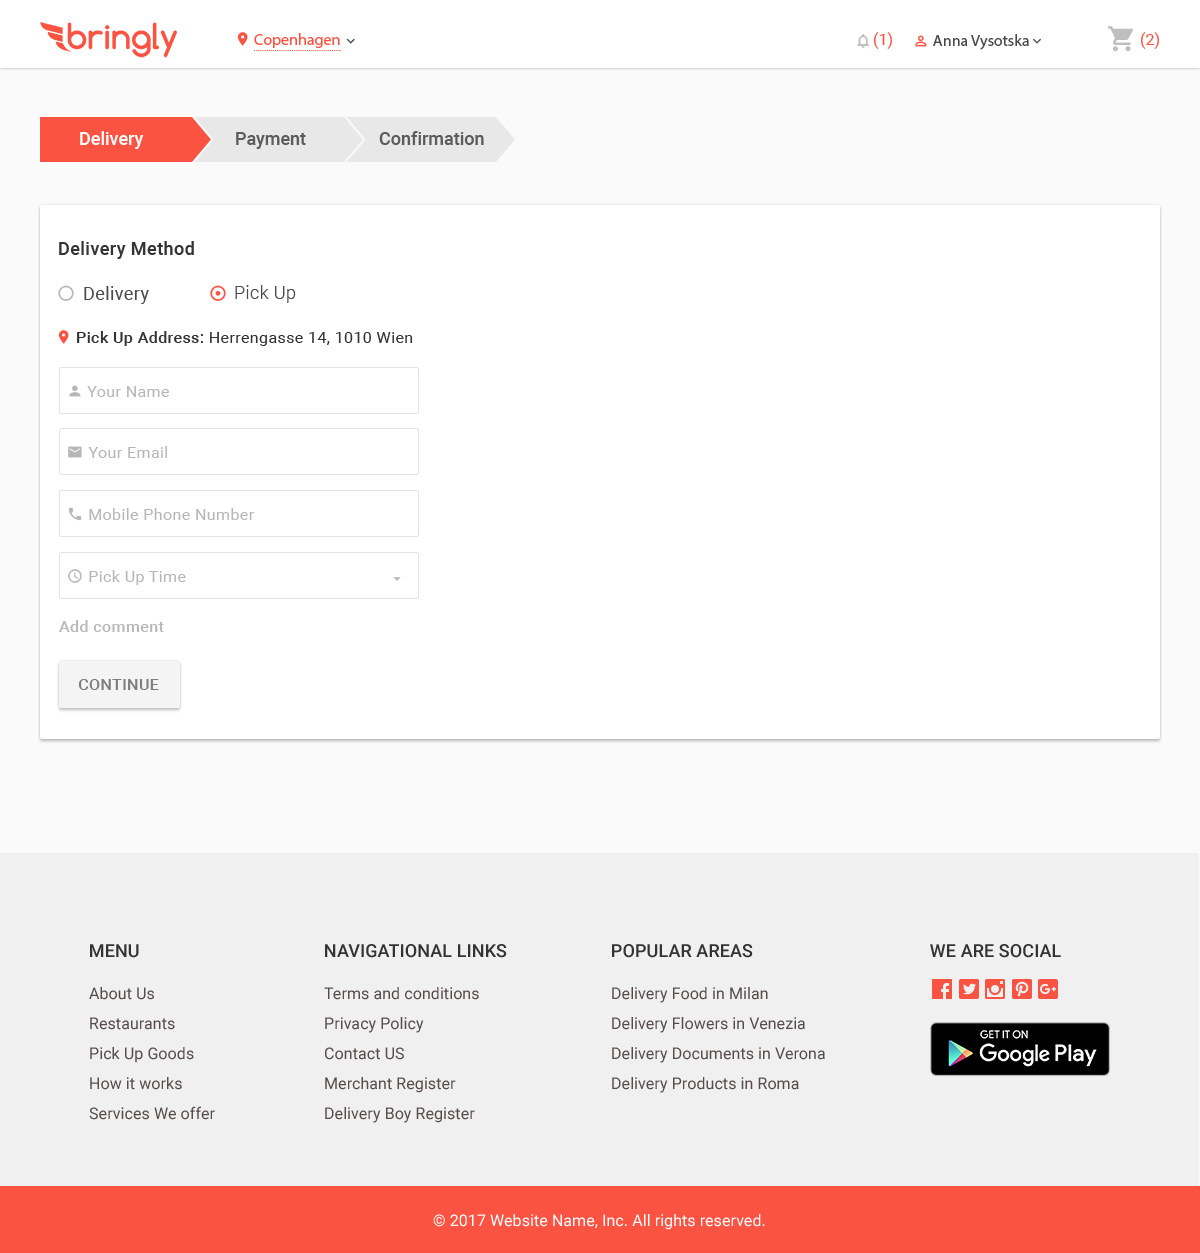 bringly
Copenhagen
(1)
Anna Vysotska
(2)
Delivery
Payment
Confirmation
Delivery Method
Delivery
Pick Up
Pick Up Address: Herrengasse 14, 1010 Wien
Your Name
Your Email
Mobile Phone Number
Pick Up Time
Add comment
CONTINUE
MENU
About Us
Restaurants
Pick Up Goods
How it works
Services We offer
NAVIGATIONAL LINKS
Terms and conditions
Privacy Policy
Contact US
Merchant Register
Delivery Boy Register
POPULAR AREAS
Delivery Food in Milan
Delivery Flowers in Venezia
Delivery Documents in Verona
Delivery Products in Roma
WE ARE SOCIAL
GET IT ON
Google Play
© 2017 Website Name, Inc. All rights reserved.